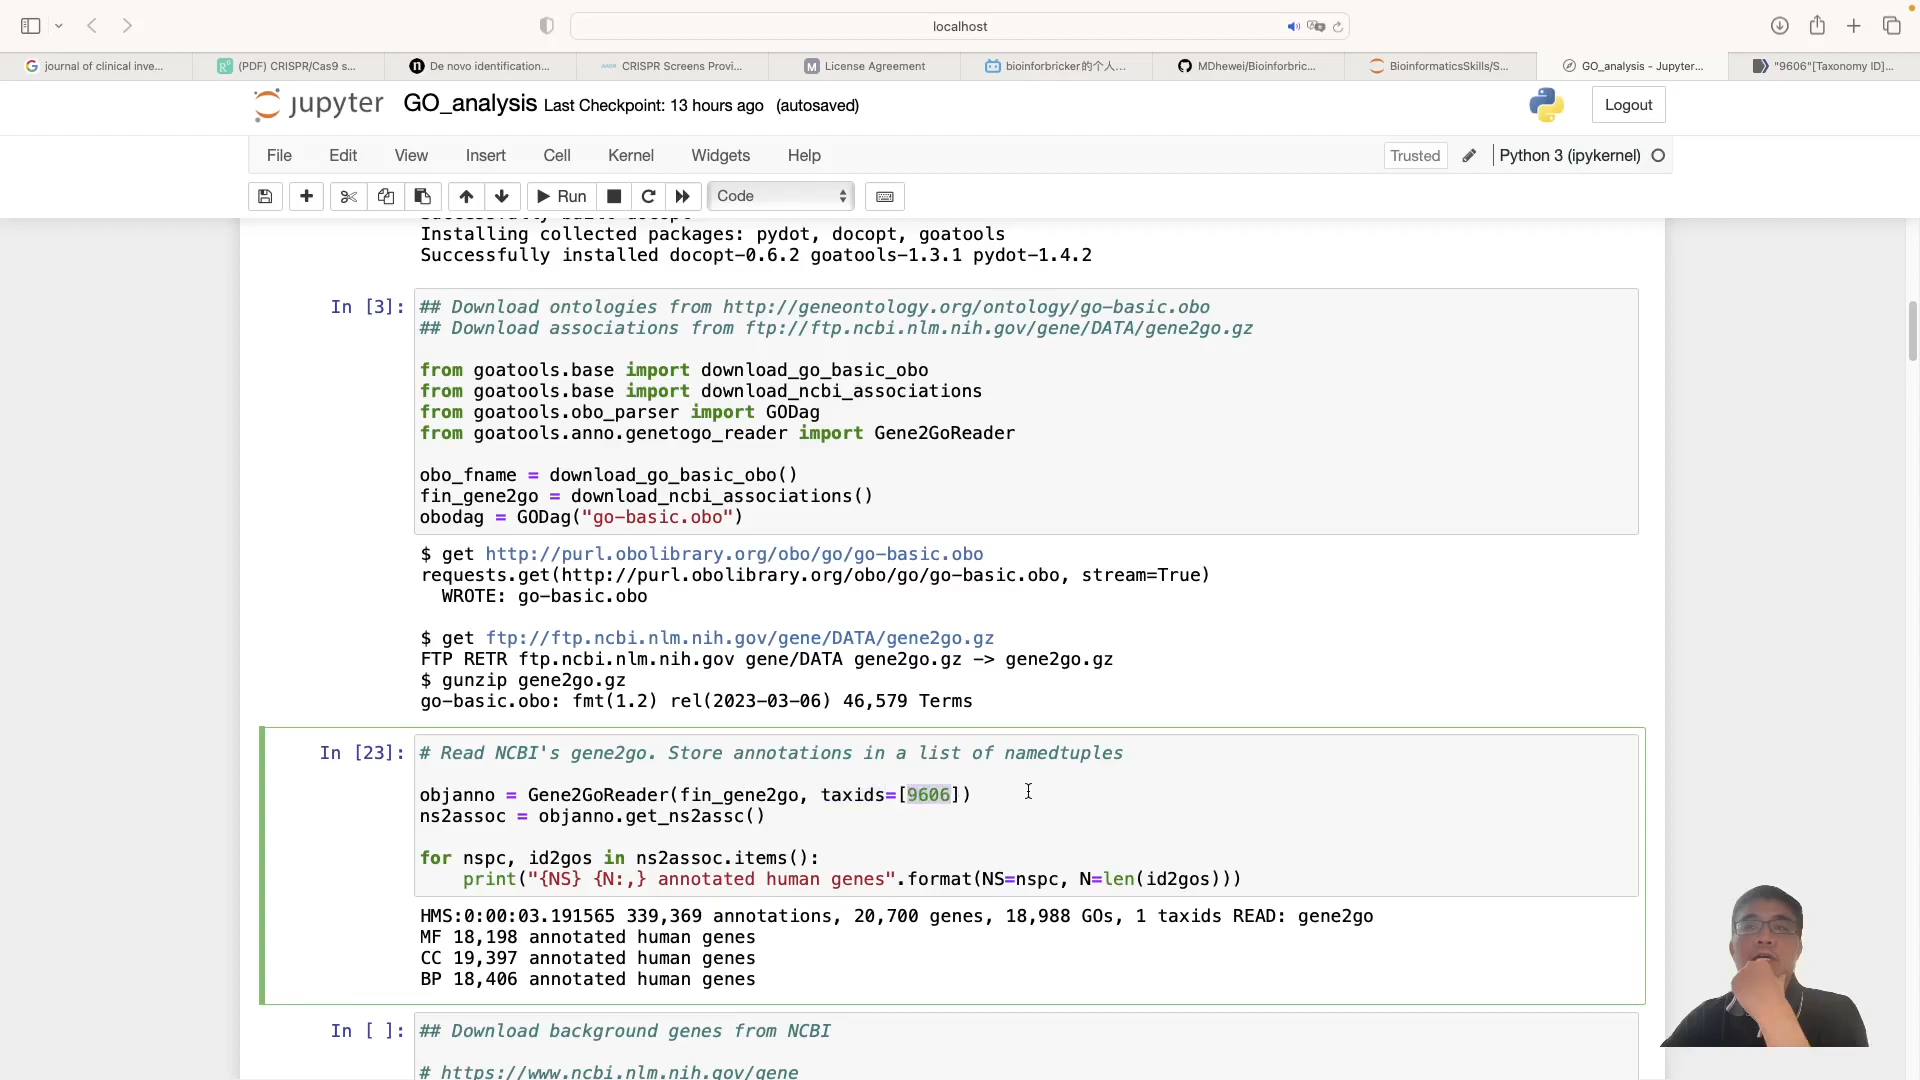 localhost
journal of clinical inve...
(PDF) CRISPR/Cas9 s...
De novo identification...
CRISPR Screens Provi...
License Agreement
bioinforbricker的个人...
MDhewei/Bioinforbric...
BioinformaticsSkills/S...
GO_analysis - Jupyter...
"9606"[Taxonomy ID]...
jupyter GO_analysis Last Checkpoint: 13 hours ago (autosaved)
Logout
File Edit View Insert Cell Kernel Widgets Help
Trusted
Python 3 (ipykernel)
Run
Code
Installing collected packages: pydot, docopt, goatools
Successfully installed docopt-0.6.2 goatools-1.3.1 pydot-1.4.2
In [3]:
## Download ontologies from http://geneontology.org/ontology/go-basic.obo
## Download associations from ftp://ftp.ncbi.nlm.nih.gov/gene/DATA/gene2go.gz
from goatools.base import download_go_basic_obo
from goatools.base import download_ncbi_associations
from goatools.obo_parser import GODag
from goatools.anno.genetogo_reader import Gene2GoReader
obo_fname = download_go_basic_obo()
fin_gene2go = download_ncbi_associations()
obodag = GODag("go-basic.obo")
$ get http://purl.obolibrary.org/obo/go/go-basic.obo
requests.get(http://purl.obolibrary.org/obo/go/go-basic.obo, stream=True)
WROTE: go-basic.obo
$ get ftp://ftp.ncbi.nlm.nih.gov/gene/DATA/gene2go.gz
FTP RETR ftp.ncbi.nlm.nih.gov gene/DATA gene2go.gz -> gene2go.gz
$ gunzip gene2go.gz
go-basic.obo: fmt(1.2) rel(2023-03-06) 46,579 Terms
In [23]:
# Read NCBI's gene2go. Store annotations in a list of namedtuples
objanno = Gene2GoReader(fin_gene2go, taxids=[9606])
ns2assoc = objanno.get_ns2assc()
for nspc, id2gos in ns2assoc.items():
print("{NS} {N:,} annotated human genes".format(NS=nspc, N=len(id2gos)))
HMS:0:00:03.191565 339,369 annotations, 20,700 genes, 18,988 GOs, 1 taxids READ: gene2go
MF 18,198 annotated human genes
CC 19,397 annotated human genes
BP 18,406 annotated human genes
In [ ]:
## Download background genes from NCBI
# https://www.ncbi.nlm.nih.gov/gene